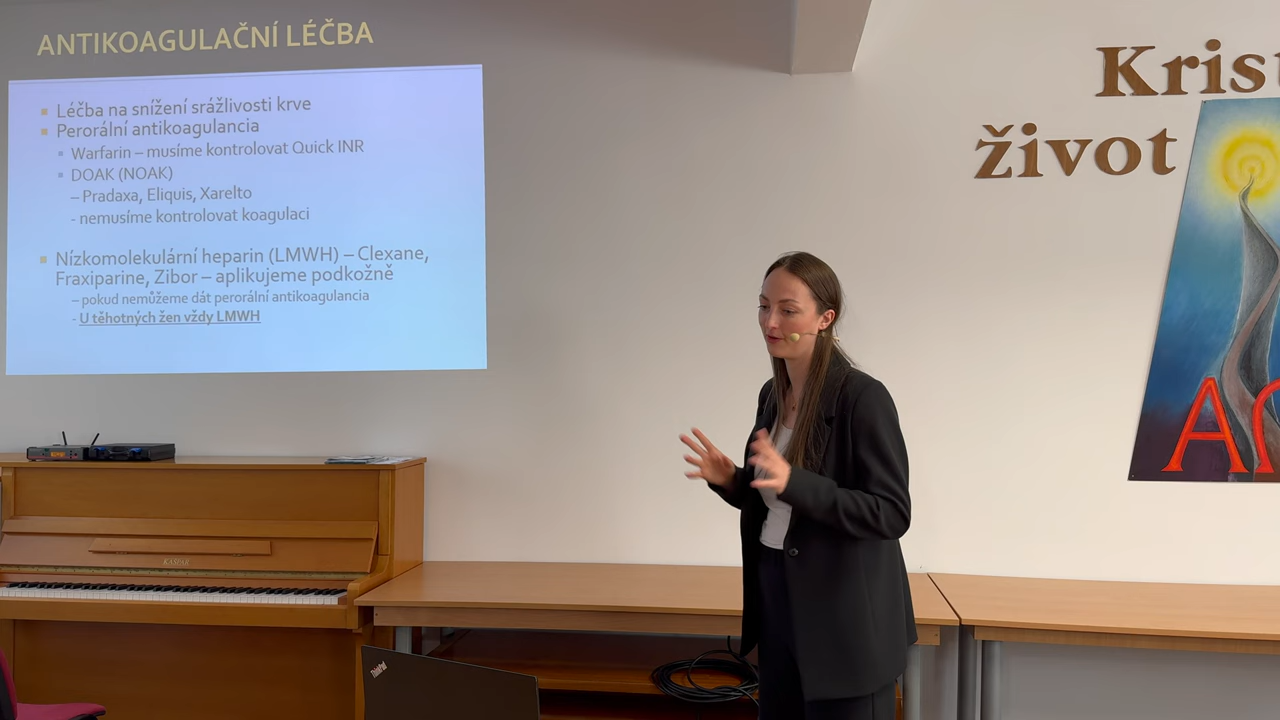 ANTIKOAGULAČNÍ LÉČBA
Léčba na snížení srážlivosti krve
Perorální antikoagulancia
Warfarin – musíme kontrolovat Quick INR
DOAK (NOAK)
– Pradaxa, Eliquis, Xarelto
- nemusíme kontrolovat koagulaci
Nízkomolekulární heparin (LMWH) – Clexane,
Fraxiparine, Zibor – aplikujeme podkožně
– pokud nemůžeme dát perorální antikoagulancia
- U těhotných žen vždy LMWH
Krist
život
ΑΩ
ThinkPad